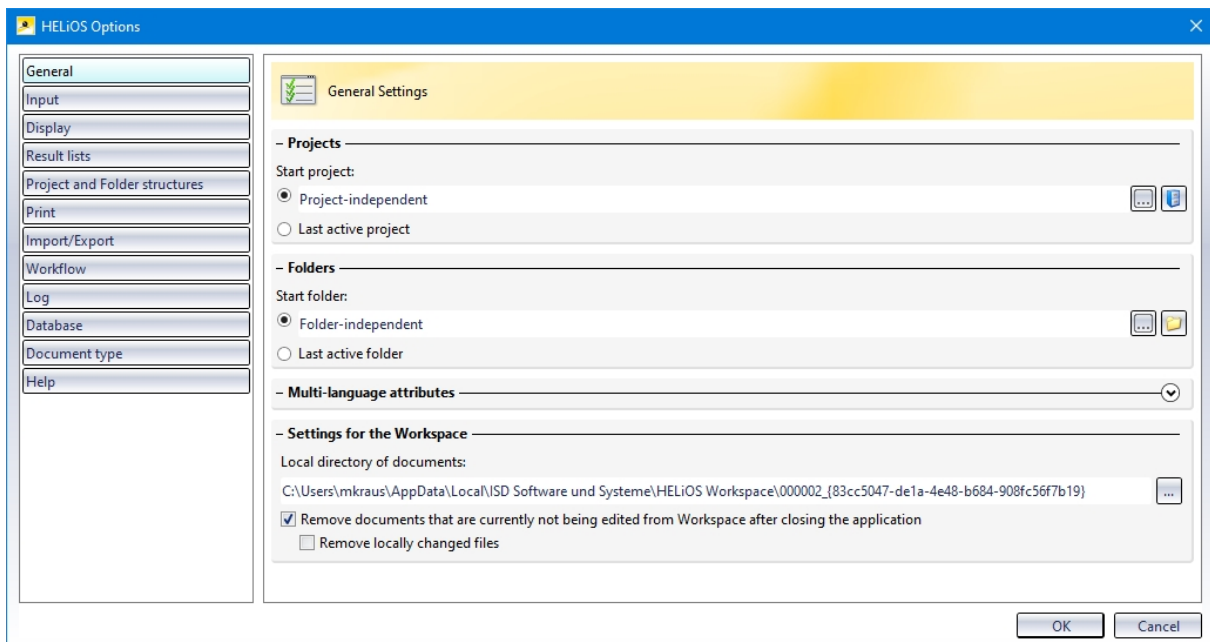 HELiOS Options
General
Input
Display
Result lists
Project and Folder structures
Print
Import/Export
Workflow
Log
Database
Document type
Help
General Settings
Projects
Start project:
Project-independent
...
Last active project
Folders
Start folder:
Folder-independent
...
Last active folder
Multi-language attributes
Settings for the Workspace
Local directory of documents:
C:\Users\mkraus\AppData\Local\ISD Software und Systeme\HELiOS Workspace\000002_{83cc5047-de1a-4e48-b684-908fc56f7b19}
...
Remove documents that are currently not being edited from Workspace after closing the application
Remove locally changed files
OK
Cancel